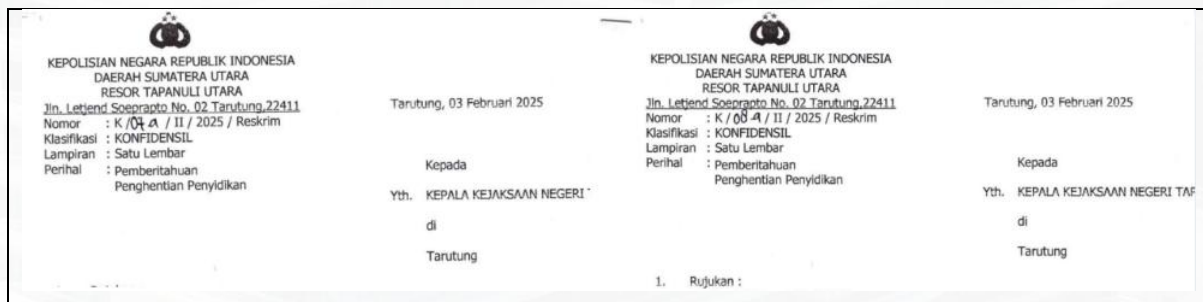 KEPOLISIAN NEGARA REPUBLIK INDONESIA
DAERAH SUMATERA UTARA
RESOR TAPANULI UTARA
Jln. Letjend Soeprapto No. 02 Tarutung,22411
Nomor : K / 07 a / II / 2025 / Reskrim
Klasifikasi : KONFIDENSIL
Lampiran : Satu Lembar
Perihal : Pemberitahuan
Penghentian Penyidikan
Tarutung, 03 Februari 2025
Kepada
Yth. KEPALA KEJAKSAAN NEGERI
di
Tarutung
KEPOLISIAN NEGARA REPUBLIK INDONESIA
DAERAH SUMATERA UTARA
RESOR TAPANULI UTARA
Jln. Letjend Soeprapto No. 02 Tarutung,22411
Nomor : K / 08 a / II / 2025 / Reskrim
Klasifikasi : KONFIDENSIL
Lampiran : Satu Lembar
Perihal : Pemberitahuan
Penghentian Penyidikan
Tarutung, 03 Februari 2025
Kepada
Yth. KEPALA KEJAKSAAN NEGERI
di
Tarutung
1. Rujukan :